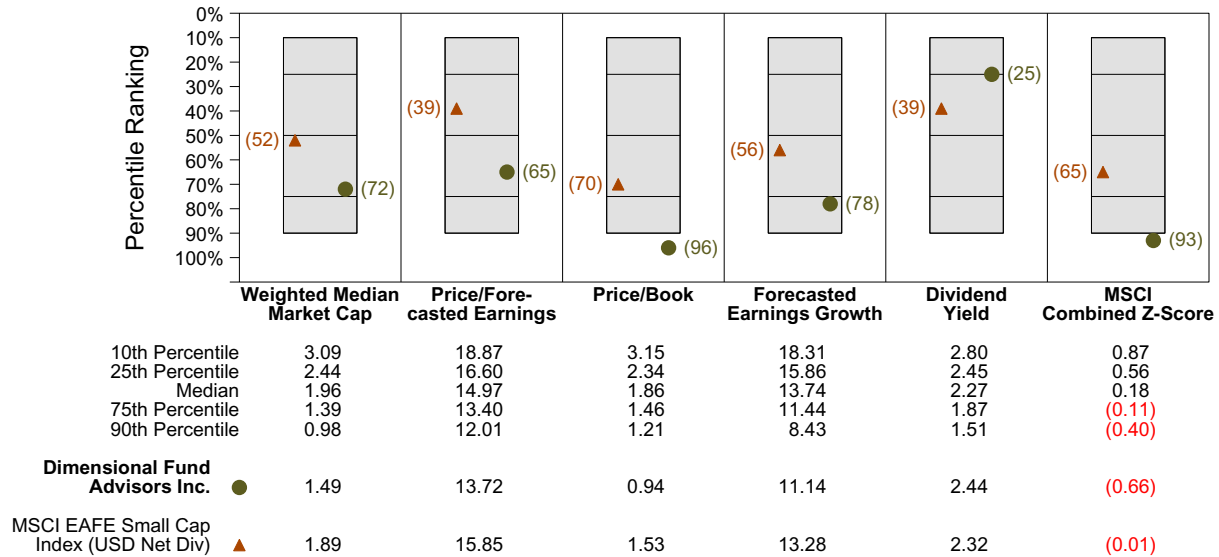 Percentile Ranking
0%
10%
20%
30%
40%
50%
60%
70%
80%
90%
100%
(52) (72)
(39) (65)
(70) (96)
(56) (78)
(39) (25)
(65) (93)
Weighted Median
Market Cap
Price/Fore-
casted Earnings
Price/Book
Forecasted
Earnings Growth
Dividend
Yield
MSCI
Combined Z-Score
10th Percentile 3.09 18.87 3.15 18.31 2.80 0.87
25th Percentile 2.44 16.60 2.34 15.86 2.45 0.56
Median 1.96 14.97 1.86 13.74 2.27 0.18
75th Percentile 1.39 13.40 1.46 11.44 1.87 (0.11)
90th Percentile 0.98 12.01 1.21 8.43 1.51 (0.40)
Dimensional Fund
Advisors Inc. 1.49 13.72 0.94 11.14 2.44 (0.66)
MSCI EAFE Small Cap
Index (USD Net Div) 1.89 15.85 1.53 13.28 2.32 (0.01)